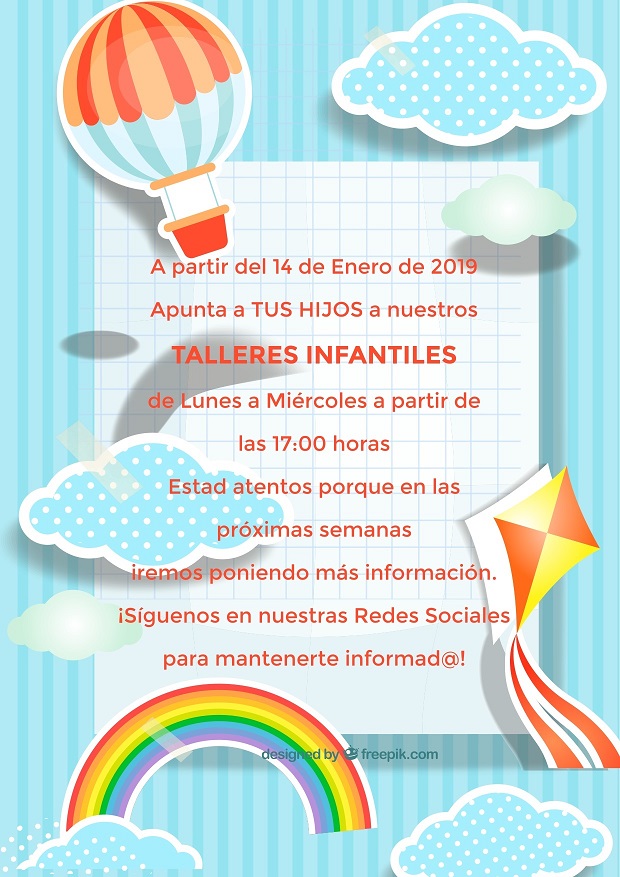 A partir del 14 de Enero de 2019
Apunta a TUS HIJOS a nuestros
TALLERES INFANTILES
de Lunes a Miércoles a partir de
las 17:00 horas
Estad atentos porque en las
próximas semanas
iremos poniendo más información.
¡Síguenos en nuestras Redes Sociales
para mantenerte informad@!
designed by freepik.com